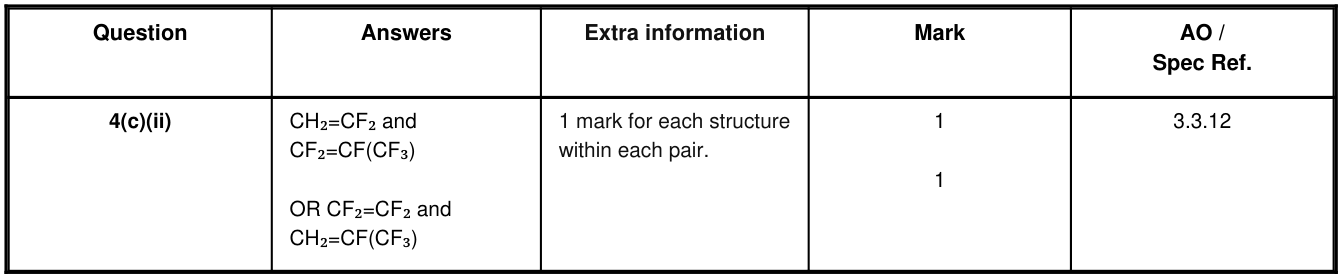 Question Answers Extra information Mark AO /
Spec Ref.
4(c)(ii) CH₂=CF₂ and 1 mark for each structure 1 3.3.12
CF₂=CF(CF₃) within each pair.
1
OR CF₂=CF₂ and
CH₂=CF(CF₃)